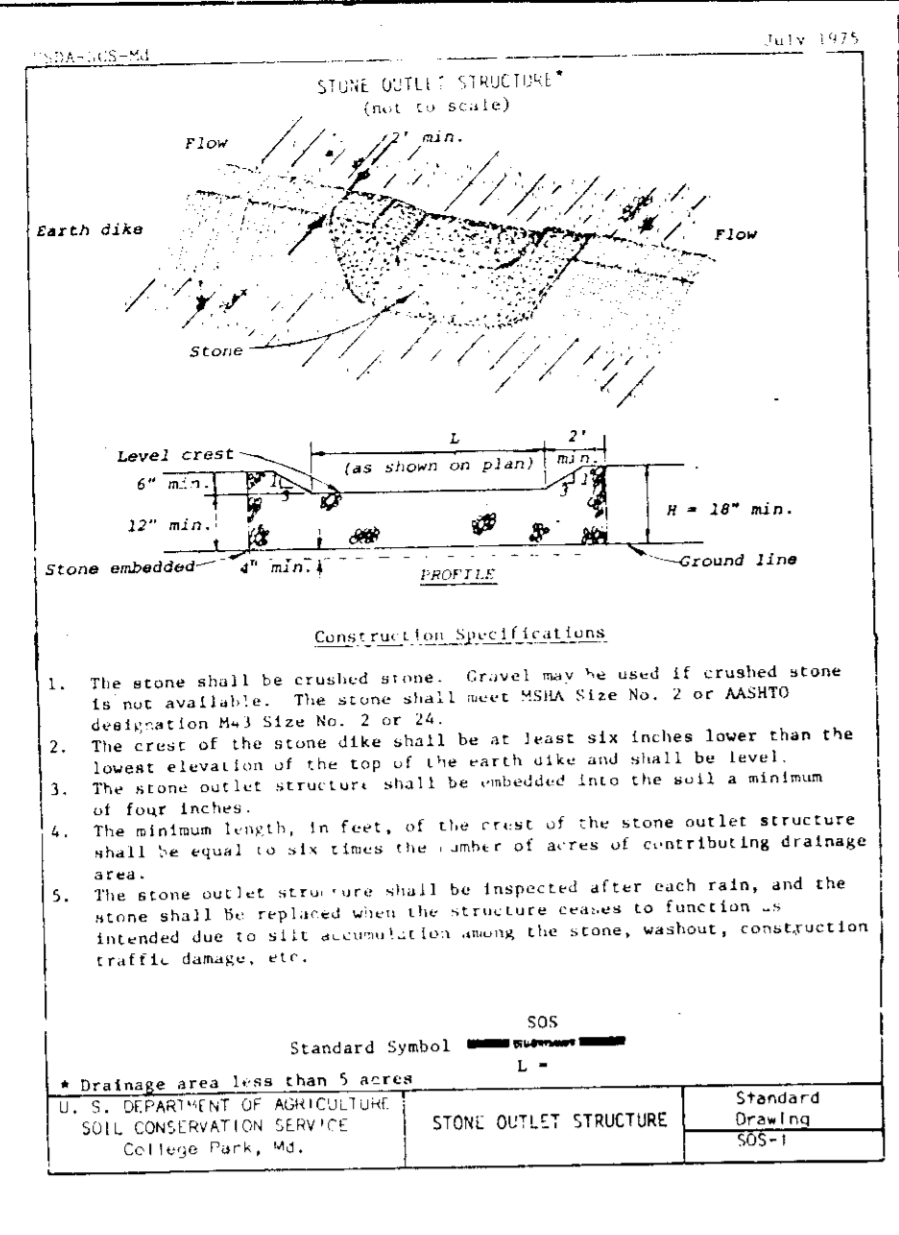 USDA-SCS-Md
July 1975
STONE OUTLET STRUCTURE*
(not to scale)
Flow
2' min.
Earth dike
Flow
Stone
Level crest
L
(as shown on plan)
2'
min.
6" min.
1
3
1
3
12" min.
H = 18" min.
Stone embedded
4" min.
Ground line
PROFILE
Construction Specifications
1. The stone shall be crushed stone. Gravel may be used if crushed stone
is not available. The stone shall meet MSHA Size No. 2 or AASHTO
designation M43 Size No. 2 or 24.
2. The crest of the stone dike shall be at least six inches lower than the
lowest elevation of the top of the earth dike and shall be level.
3. The stone outlet structure shall be embedded into the soil a minimum
of four inches.
4. The minimum length, in feet, of the crest of the stone outlet structure
shall be equal to six times the number of acres of contributing drainage
area.
5. The stone outlet structure shall be inspected after each rain, and the
stone shall be replaced when the structure ceases to function as
intended due to silt accumulation among the stone, washout, construction
traffic damage, etc.
SOS
Standard Symbol
L =
* Drainage area less than 5 acres
U. S. DEPARTMENT OF AGRICULTURE
SOIL CONSERVATION SERVICE
College Park, Md.
STONE OUTLET STRUCTURE
Standard
Drawing
SOS-1